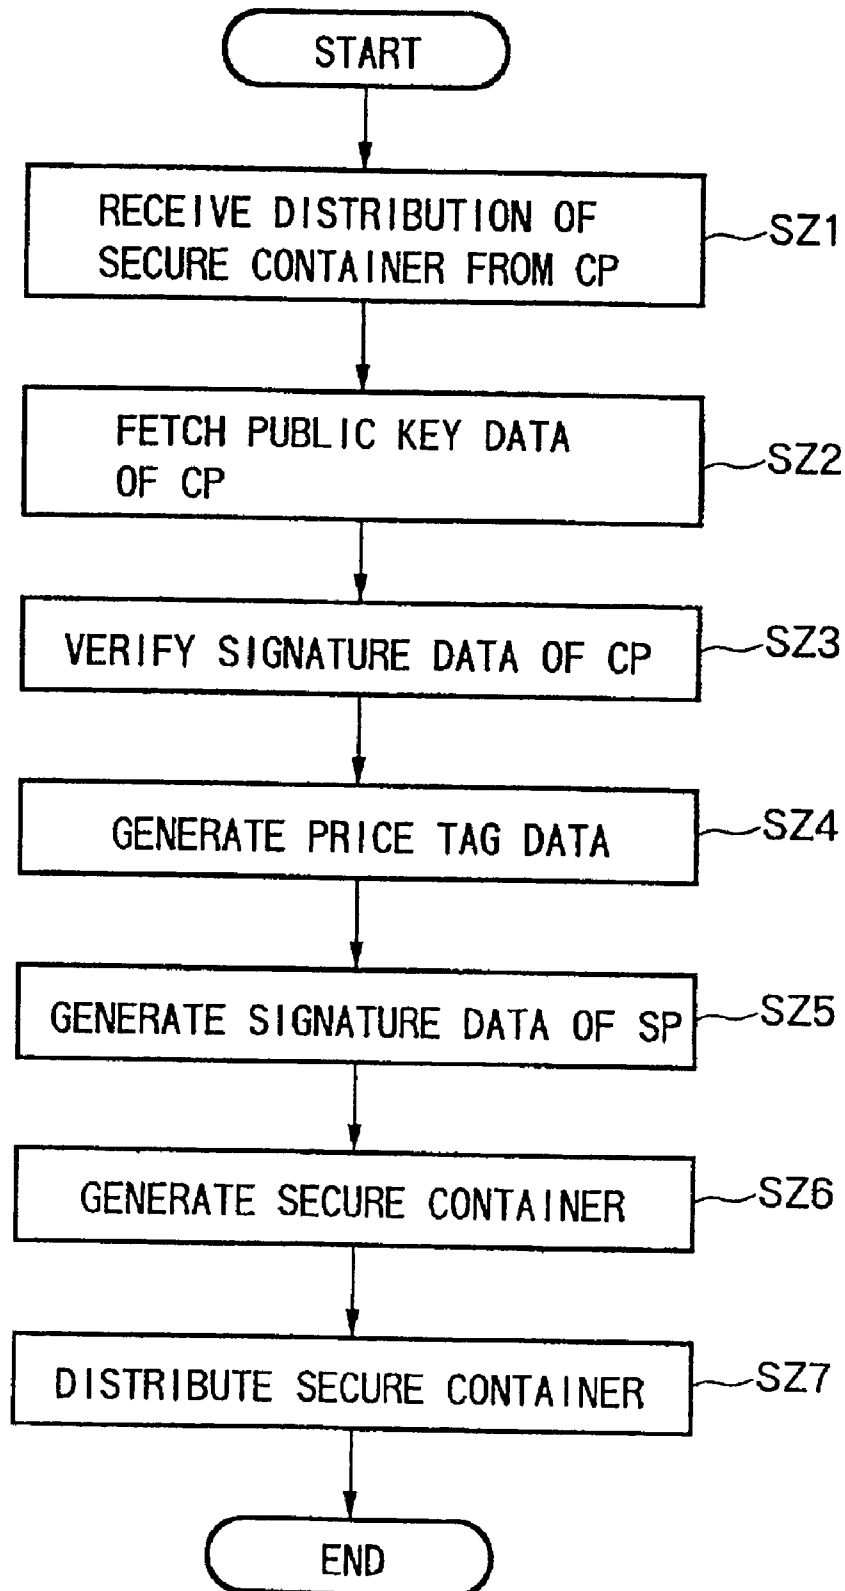 START
RECEIVE DISTRIBUTION OF
SECURE CONTAINER FROM CP
SZ1
FETCH PUBLIC KEY DATA
OF CP
SZ2
VERIFY SIGNATURE DATA OF CP
SZ3
GENERATE PRICE TAG DATA
SZ4
GENERATE SIGNATURE DATA OF SP
SZ5
GENERATE SECURE CONTAINER
SZ6
DISTRIBUTE SECURE CONTAINER
SZ7
END